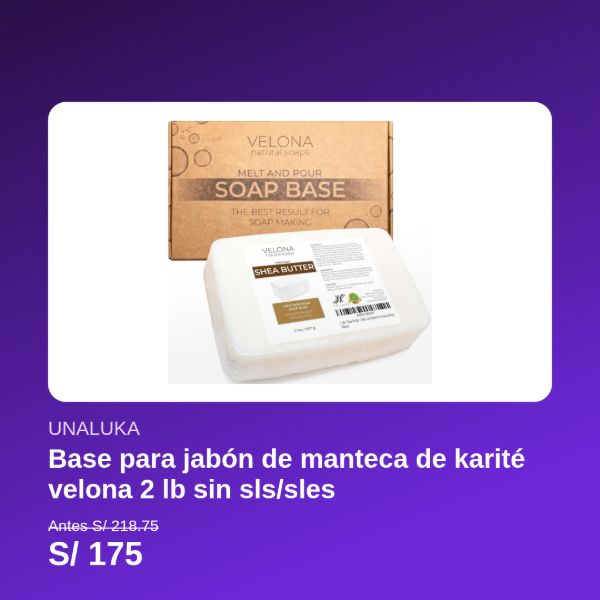 VELONA
natural soaps
MELT AND POUR
SOAP BASE
THE BEST RESULT FOR
SOAP MAKING
VELONA
SHEA BUTTER
UNALUKA
Base para jabón de manteca de karité
velona 2 lb sin sls/sles
Antes S/ 218.75
S/ 175